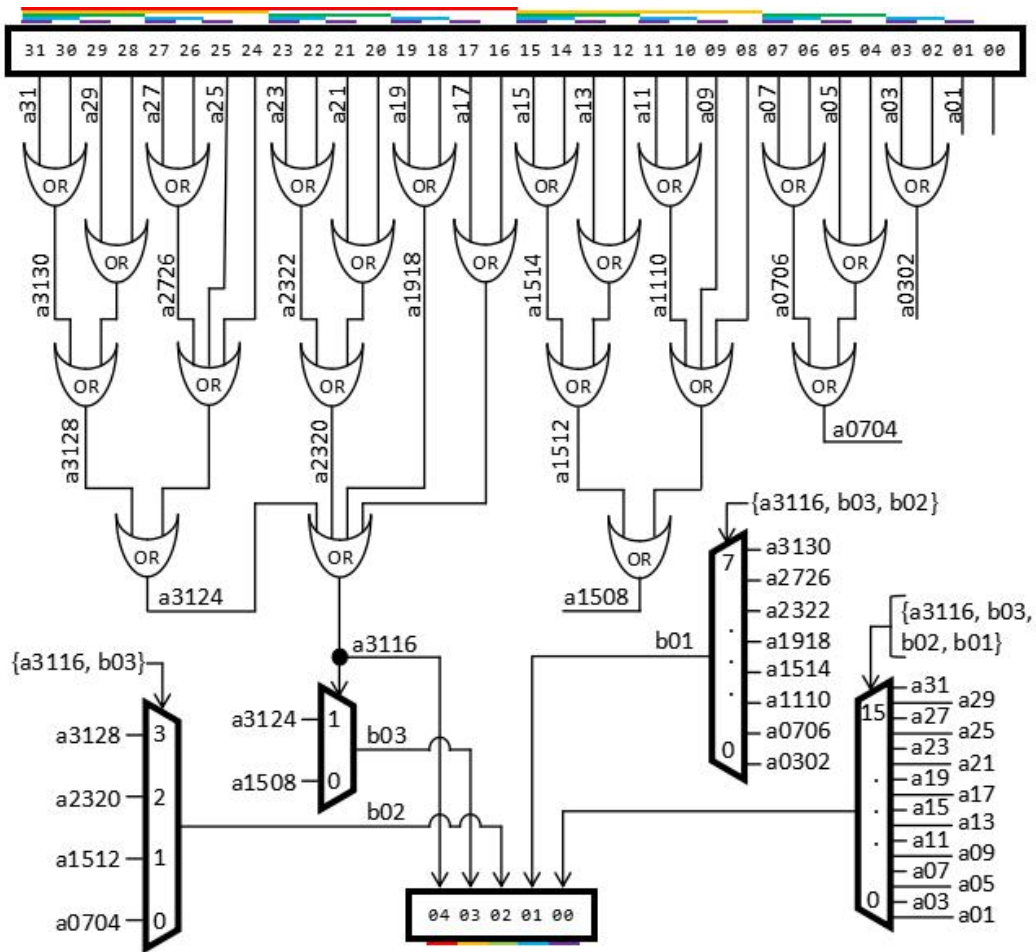 31 30 29 28 27 26 25 24 23 22 21 20 19 18 17 16 15 14 13 12 11 10 09 08 07 06 05 04 03 02 01 00
a31 a29 a27 a25 a23 a21 a19 a17 a15 a13 a11 a09 a07 a05 a03 a01
OR OR OR OR OR OR OR OR
OR OR OR OR OR
a3130 a2726 a2322 a1918 a1514 a1110 a0706 a0302
OR OR OR OR OR OR
a3128 a2320 a1512 a0704
OR OR OR
{a3116, b03, b02}
a3124 a1508
7
0
a3130
a2726
a2322
.
a1918
.
a1514
.
a1110
a0706
a0302
b01
a3116
{a3116, b03}
{a3116, b03,
b02, b01}
a3124 1
a1508 0
b03
a3128 3
a2320 2
a1512 1
a0704 0
b02
15
.
.
.
0
a31
a29
a27
a25
a23
a21
a19
a17
a15
a13
a11
a09
a07
a05
a03
a01
04 03 02 01 00